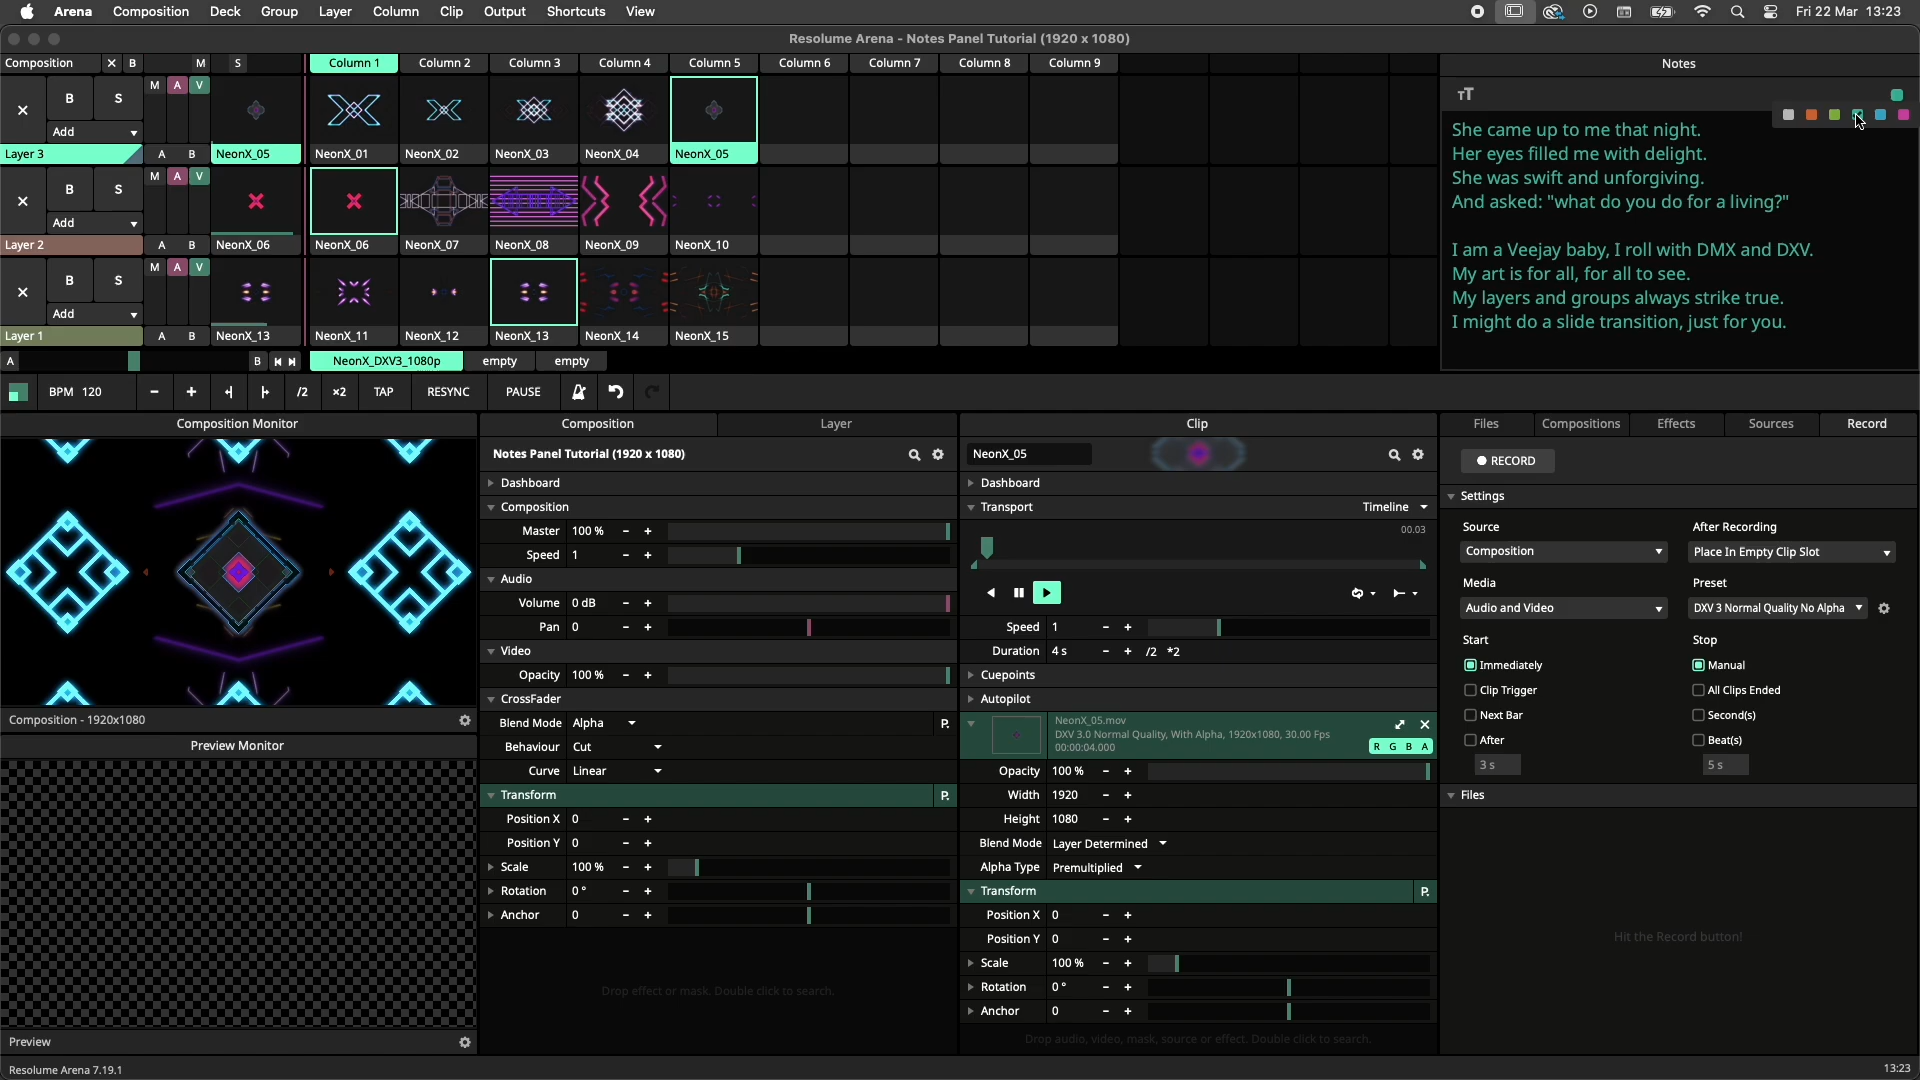 Arena Composition Deck Group Layer Column Clip Output Shortcuts View Fri 22 Mar 13:23
Resolume Arena - Notes Panel Tutorial (1920 x 1080)
Composition X B M S Column 1 Column 2 Column 3 Column 4 Column 5 Column 6 Column 7 Column 8 Column 9 Notes
B S M A V
Add
Layer 3 A B NeonX_05 NeonX_01 NeonX_02 NeonX_03 NeonX_04 NeonX_05
B S M A V
Add
Layer 2 A B NeonX_06 NeonX_06 NeonX_07 NeonX_08 NeonX_09 NeonX_10
B S M A V
Add
Layer 1 A B NeonX_13 NeonX_11 NeonX_12 NeonX_13 NeonX_14 NeonX_15
A B NeonX_DXV3_1080p empty empty
TT
She came up to me that night.
Her eyes filled me with delight.
She was swift and unforgiving.
And asked: "what do you do for a living?"
I am a Veejay baby, I roll with DMX and DXV.
My art is for all, for all to see.
My layers and groups always strike true.
I might do a slide transition, just for you.
BPM 120 - + /2 ×2 TAP RESYNC PAUSE
Composition Monitor
Composition - 1920x1080
Preview Monitor
Preview
Composition Layer
Notes Panel Tutorial (1920 x 1080)
Dashboard
Composition
Master 100 % - +
Speed 1 - +
Audio
Volume 0 dB - +
Pan 0 - +
Video
Opacity 100 % - +
CrossFader
Blend Mode Alpha P.
Behaviour Cut
Curve Linear
Transform P.
Position X 0 - +
Position Y 0 - +
Scale 100 % - +
Rotation 0 ° - +
Anchor 0 - +
Drop effect or mask. Double click to search.
Clip
NeonX_05
Dashboard
Transport Timeline
00.03
Speed 1 - +
Duration 4 s - + /2 *2
Cuepoints
Autopilot
NeonX_05.mov
DXV 3.0 Normal Quality, With Alpha, 1920x1080, 30.00 Fps
00:00:04.000 R G B A
Opacity 100 % - +
Width 1920 - +
Height 1080 - +
Blend Mode Layer Determined
Alpha Type Premultiplied
Transform P.
Position X 0 - +
Position Y 0 - +
Scale 100 % - +
Rotation 0 ° - +
Anchor 0 - +
Drop audio, video, mask, source or effect. Double click to search.
Files Compositions Effects Sources Record
RECORD
Settings
Source After Recording
Composition Place In Empty Clip Slot
Media Preset
Audio and Video DXV 3 Normal Quality No Alpha
Start Stop
Immediately Manual
Clip Trigger All Clips Ended
Next Bar Second(s)
After Beat(s)
3 s 5 s
Files
Hit the Record button!
Resolume Arena 7.19.1 13:23